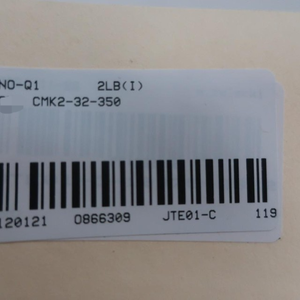 NO-Q1 2LB(I)
CMK2-32-350
120121 0866309 JTE01-C 119